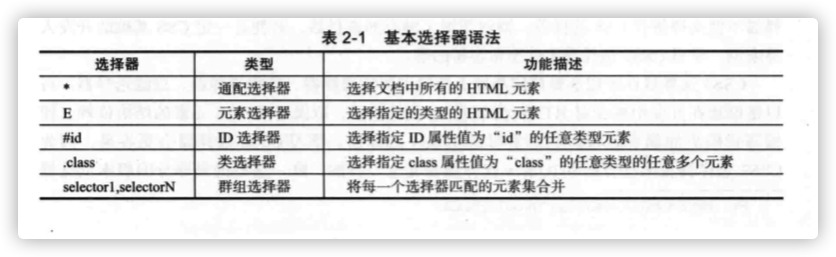 表 2-1 基本选择器语法
选择器 类型 功能描述
* 通配选择器 选择文档中所有的 HTML 元素
E 元素选择器 选择指定的类型的 HTML 元素
#id ID 选择器 选择指定 ID 属性值为“id”的任意类型元素
.class 类选择器 选择指定 class 属性值为“class”的任意类型的任意多个元素
selector1,selectorN 群组选择器 将每一个选择器匹配的元素集合并